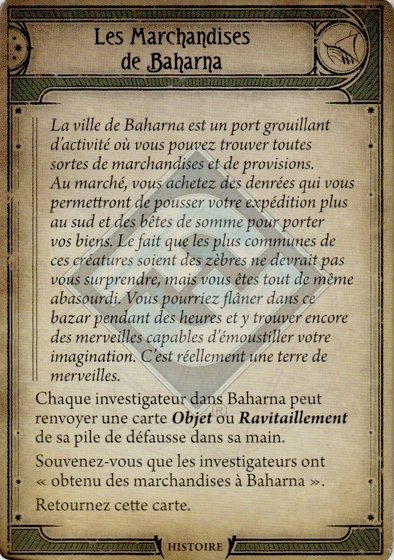 Les Marchandises
de Baharna
La ville de Baharna est un port grouillant
d'activité où vous pouvez trouver toutes
sortes de marchandises et de provisions.
Au marché, vous achetez des denrées qui vous
permettront de pousser votre expédition plus
au sud et des bêtes de somme pour porter
vos biens. Le fait que les plus communes de
ces créatures soient des zèbres ne devrait pas
vous surprendre, mais vous êtes tout de même
abasourdi. Vous pourriez flâner dans ce
bazar pendant des heures et y trouver encore
des merveilles capables d'émoustiller votre
imagination. C'est réellement une terre de
merveilles.
Chaque investigateur dans Baharna peut
renvoyer une carte Objet ou Ravitaillement
de sa pile de défausse dans sa main.
Souvenez-vous que les investigateurs ont
« obtenu des marchandises à Baharna ».
Retournez cette carte.
HISTOIRE